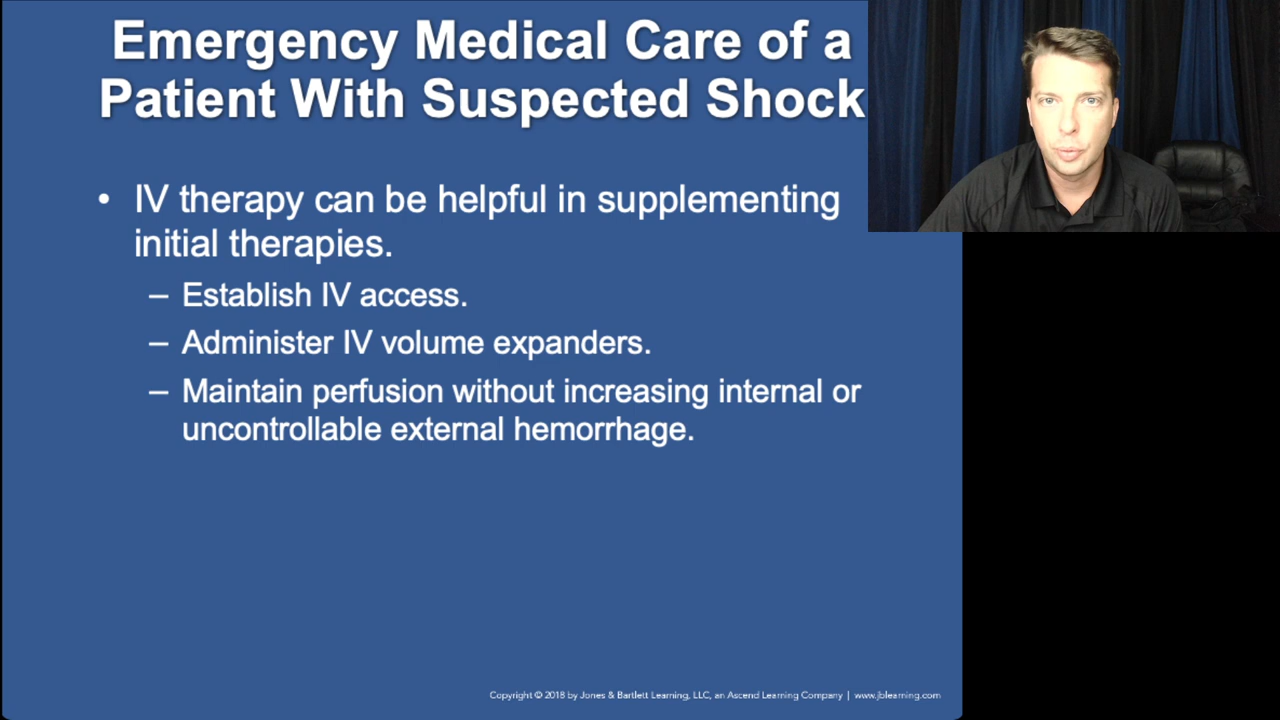 Emergency Medical Care of a
Patient With Suspected Shock
• IV therapy can be helpful in supplementing
initial therapies.
– Establish IV access.
– Administer IV volume expanders.
– Maintain perfusion without increasing internal or
uncontrollable external hemorrhage.
Copyright © 2018 by Jones & Bartlett Learning, LLC, an Ascend Learning Company | www.jblearning.com